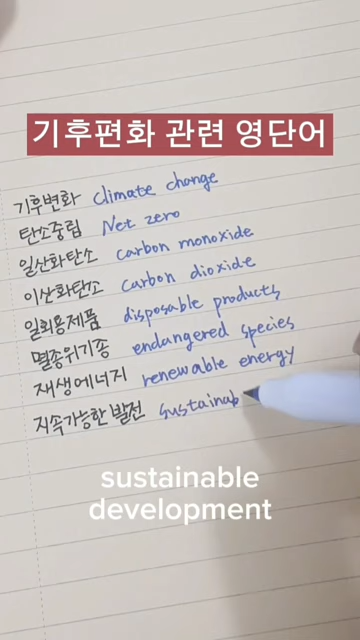 기후편화 관련 영단어
기후변화 climate change
탄소중립 Net zero
일산화탄소 carbon monoxide
이산화탄소 carbon dioxide
일회용제품 disposable products
멸종위기종 endangered species
재생에너지 renewable energy
지속가능한 발전 sustainab
sustainable
development